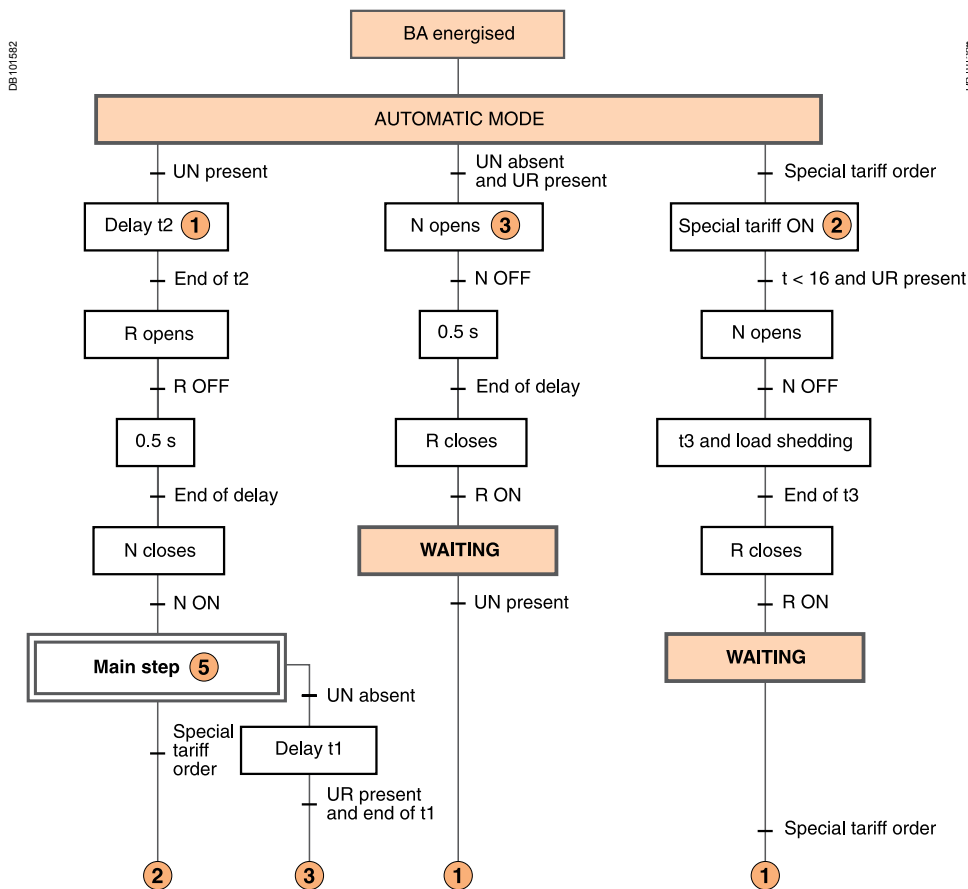 DB101582
BA energised
AUTOMATIC MODE
UN present
Delay t2 1
End of t2
R opens
R OFF
0.5 s
End of delay
N closes
N ON
Main step 5
Special
tariff
order
2
UN absent
Delay t1
UR present
and end of t1
3
UN absent
and UR present
N opens 3
N OFF
0.5 s
End of delay
R closes
R ON
WAITING
UN present
1
Special tariff order
Special tariff ON 2
t < 16 and UR present
N opens
N OFF
t3 and load shedding
End of t3
R closes
R ON
WAITING
Special tariff order
1